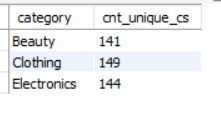 category cnt_unique_cs
Beauty 141
Clothing 149
Electronics 144